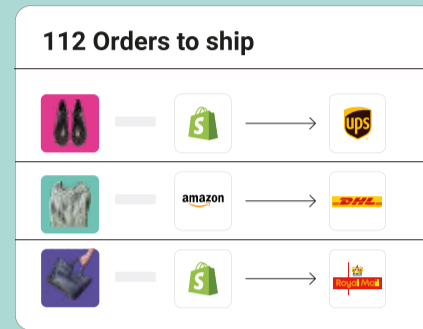 112 Orders to ship
S
ups
amazon
DHL
S
Royal Mail